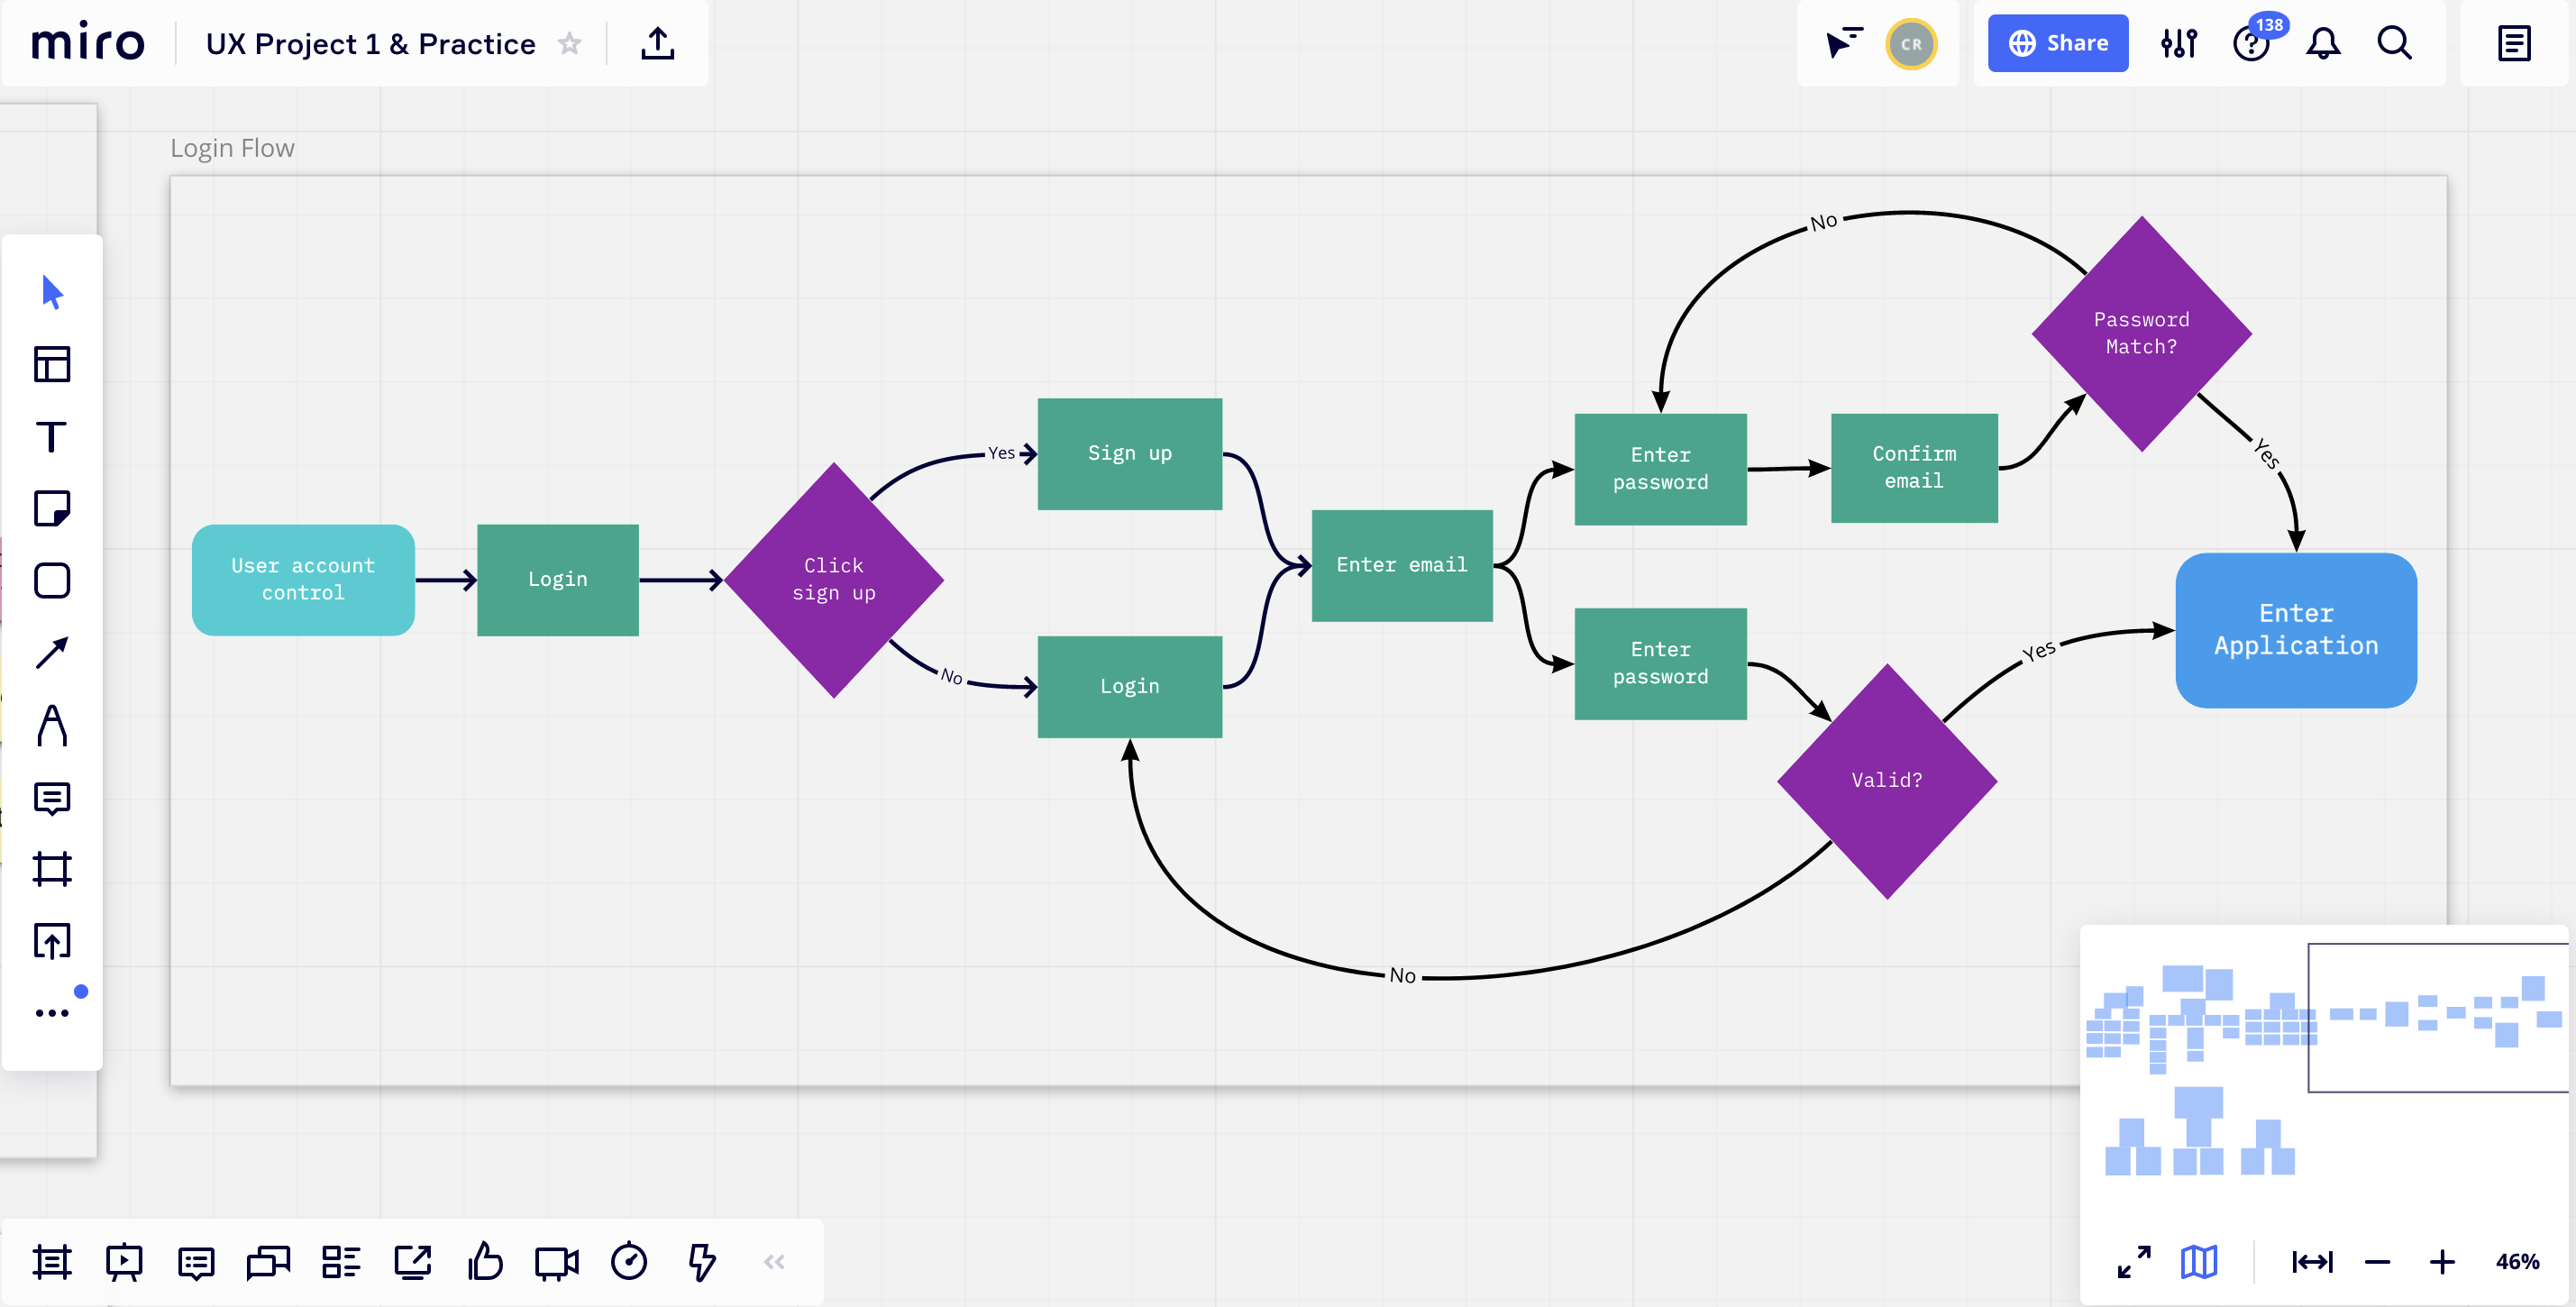 miro
UX Project 1 & Practice
CR
Share
138
Login Flow
No
Password
Match?
Yes
Sign up
Enter
password
Confirm
email
Yes
User account
control
Login
Click
sign up
Enter email
Enter
Application
No
Login
Enter
password
Yes
Valid?
No
46%